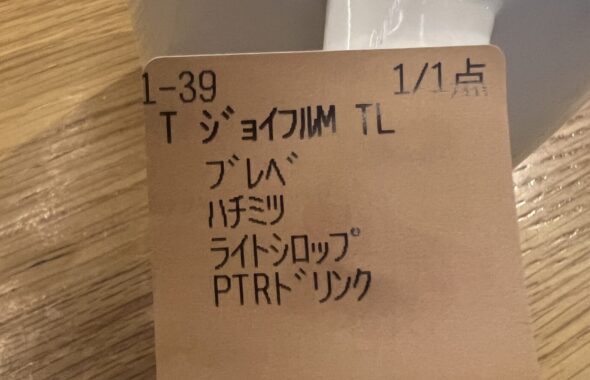 1-39 1/1点
T ｼﾞｮｲﾌﾙM TL
ﾌﾞﾚﾍﾞ
ﾊﾁﾐﾂ
ﾗｲﾄｼﾛｯﾌﾟ
PTRﾄﾞﾘﾝｸ